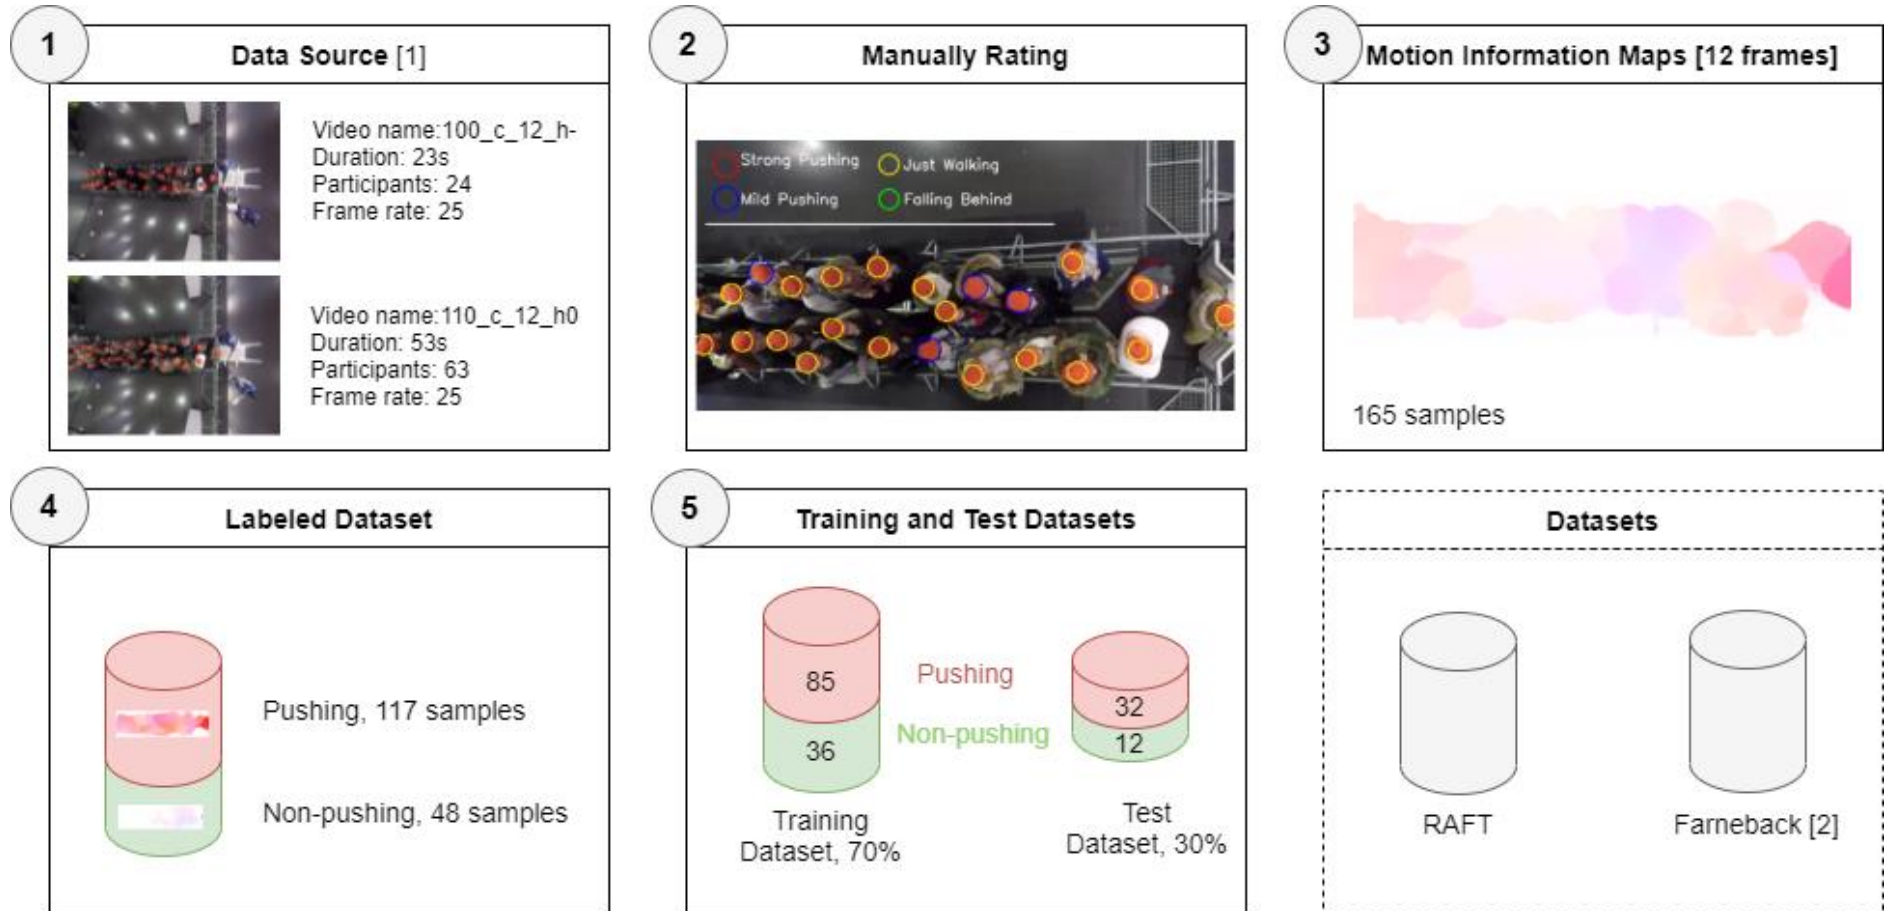 1
Data Source [1]
Video name:100_c_12_h-
Duration: 23s
Participants: 24
Frame rate: 25
Video name:110_c_12_h0
Duration: 53s
Participants: 63
Frame rate: 25
2
Manually Rating
Strong Pushing
Just Walking
Mild Pushing
Falling Behind
3
Motion Information Maps [12 frames]
165 samples
4
Labeled Dataset
Pushing, 117 samples
Non-pushing, 48 samples
5
Training and Test Datasets
85
36
Pushing
Non-pushing
32
12
Training
Dataset, 70%
Test
Dataset, 30%
Datasets
RAFT
Farneback [2]